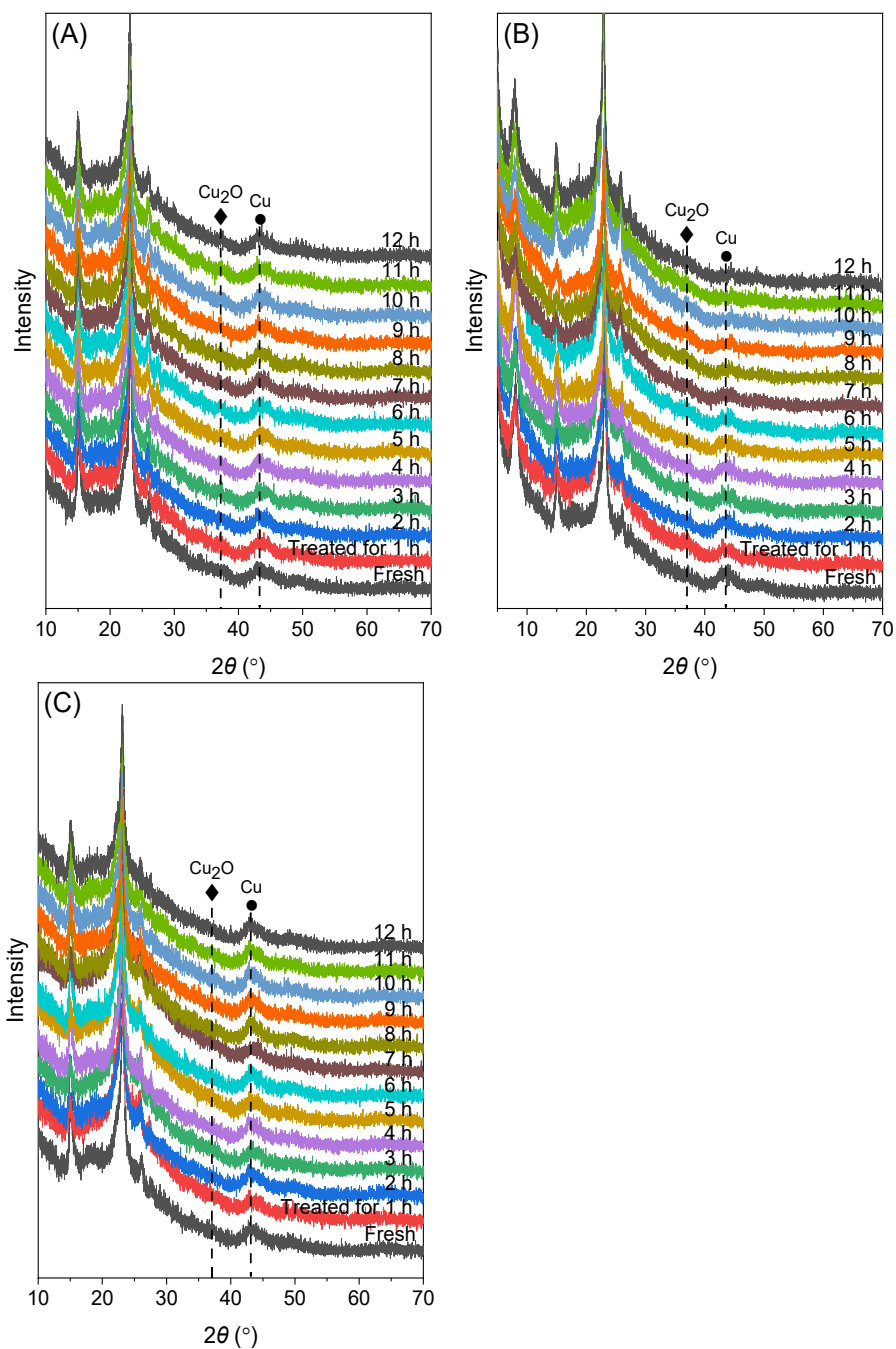 (A)
Cu₂O
Cu
12 h
11 h
10 h
9 h
8 h
7 h
6 h
5 h
4 h
3 h
2 h
Treated for 1 h
Fresh
Intensity
10 20 30 40 50 60 70
2θ (°)
(B)
Cu₂O
Cu
12 h
11 h
10 h
9 h
8 h
7 h
6 h
5 h
4 h
3 h
2 h
Treated for 1 h
Fresh
Intensity
10 20 30 40 50 60 70
2θ (°)
(C)
Cu₂O
Cu
12 h
11 h
10 h
9 h
8 h
7 h
6 h
5 h
4 h
3 h
2 h
Treated for 1 h
Fresh
Intensity
10 20 30 40 50 60 70
2θ (°)